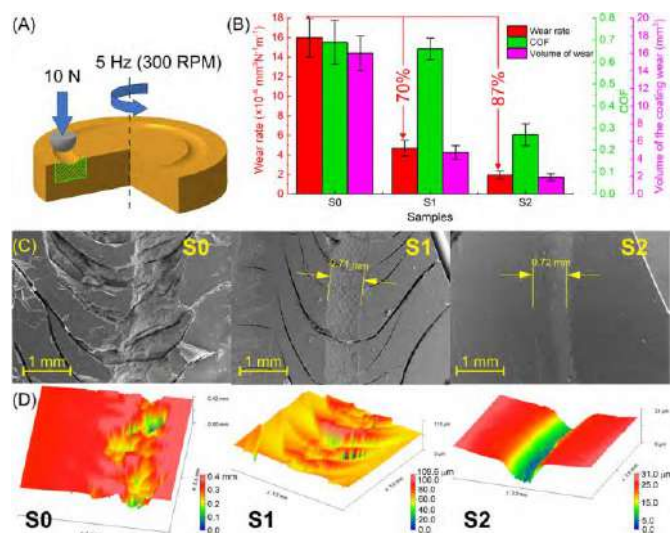 (A)
10 N
5 Hz (300 RPM)
(B)
Wear rate
COF
Volume of wear
70%
87%
Wear rate (×10⁻⁶ mm³N⁻¹m⁻¹)
18
16
14
12
10
8
6
4
2
0
S0
S1
S2
Samples
0.8
0.7
0.6
0.5
0.4
0.3
0.2
0.1
0.0
COF
20
18
16
14
12
10
8
6
4
2
0
Volume of the coating wear (mm³)
(C)
S0
1 mm
S1
0.71 mm
1 mm
S2
0.72 mm
1 mm
(D)
S0
0.4 mm
0.3
0.2
0.1
0.0
S1
109.6 µm
100.0
80.0
60.0
40.0
20.0
0.0
S2
31.0 µm
25.0
15.0
5.0
0.0